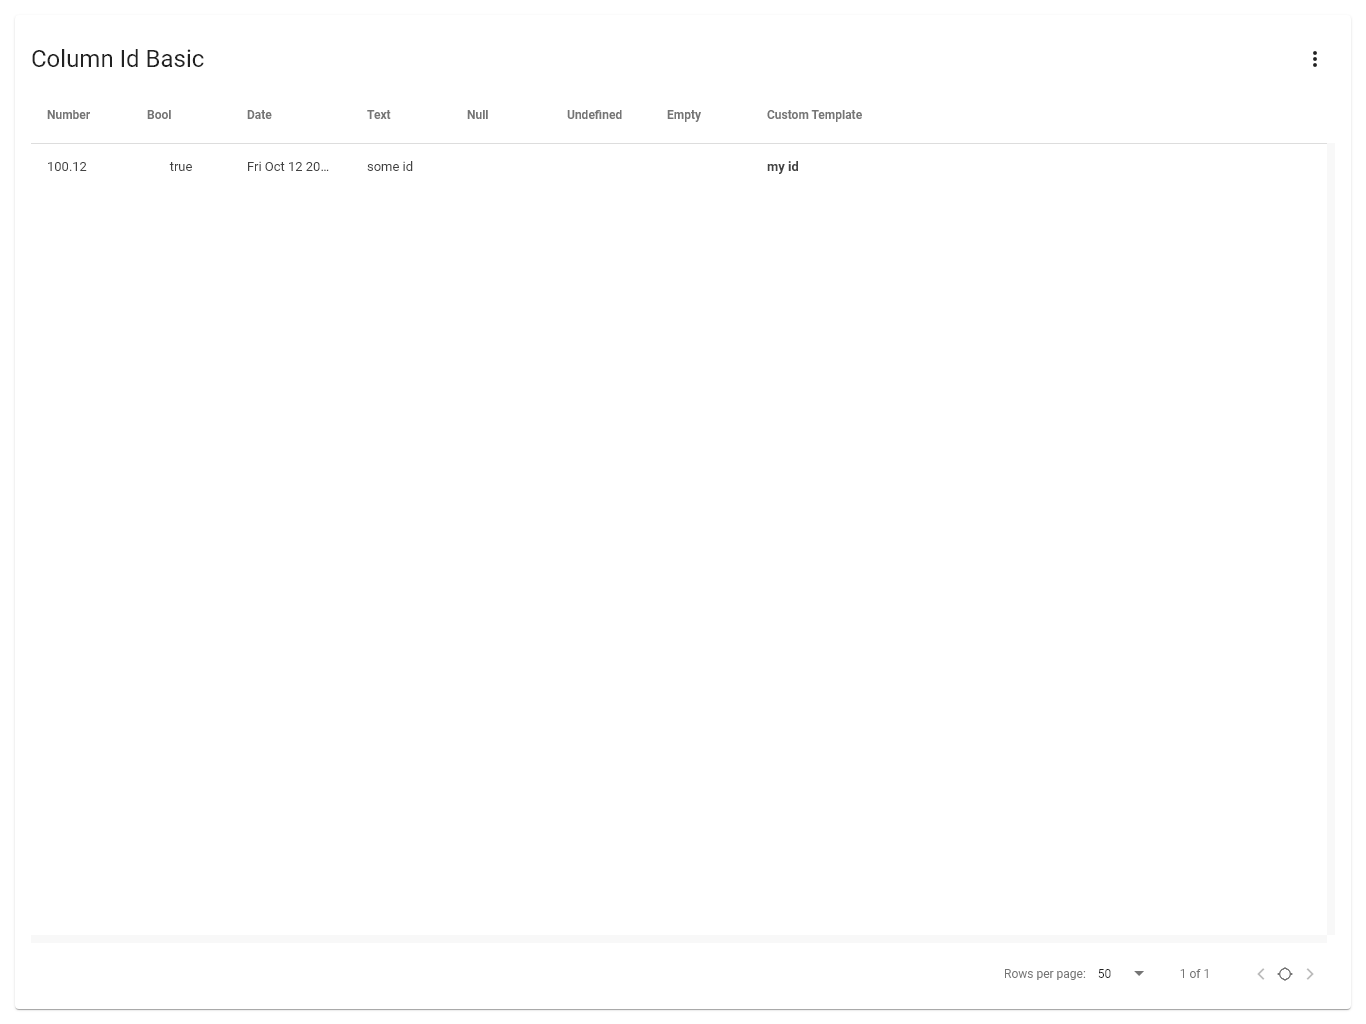 Column Id Basic
Number Bool Date Text Null Undefined Empty Custom Template
100.12 true Fri Oct 12 20... some id my id
Rows per page: 50 1 of 1